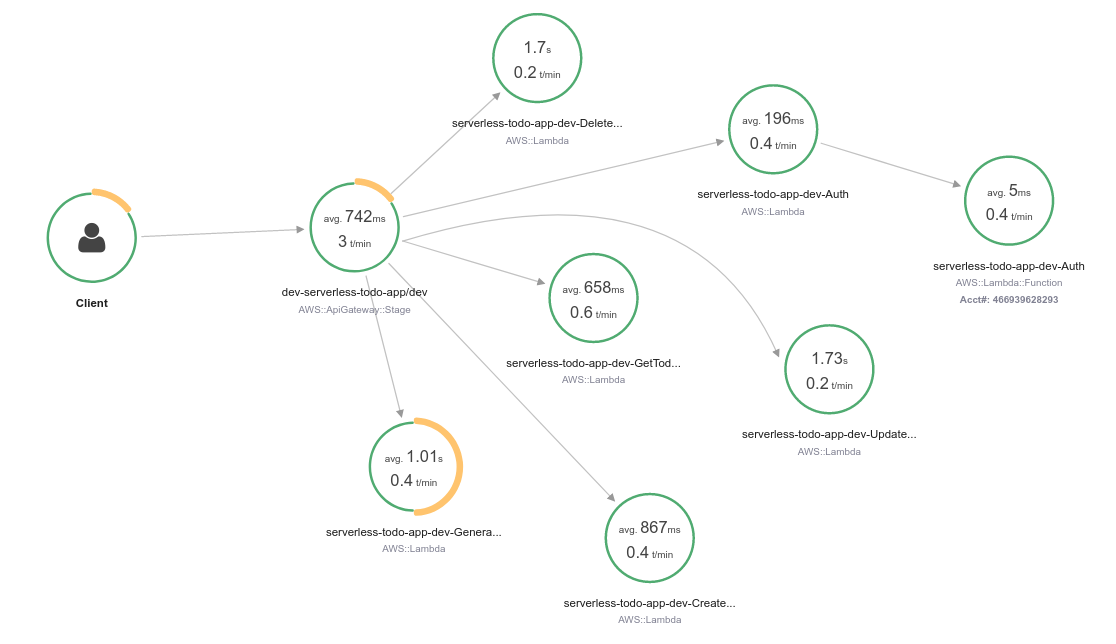 1.7s
0.2 t/min
serverless-todo-app-dev-Delete...
AWS::Lambda
avg. 196ms
0.4 t/min
serverless-todo-app-dev-Auth
AWS::Lambda
avg. 5ms
0.4 t/min
serverless-todo-app-dev-Auth
AWS::Lambda::Function
Acct#: 466939628293
Client
avg. 742ms
3 t/min
dev-serverless-todo-app/dev
AWS::ApiGateway::Stage
avg. 658ms
0.6 t/min
serverless-todo-app-dev-GetTod...
AWS::Lambda
1.73s
0.2 t/min
serverless-todo-app-dev-Update...
AWS::Lambda
avg. 1.01s
0.4 t/min
serverless-todo-app-dev-Genera...
AWS::Lambda
avg. 867ms
0.4 t/min
serverless-todo-app-dev-Create...
AWS::Lambda